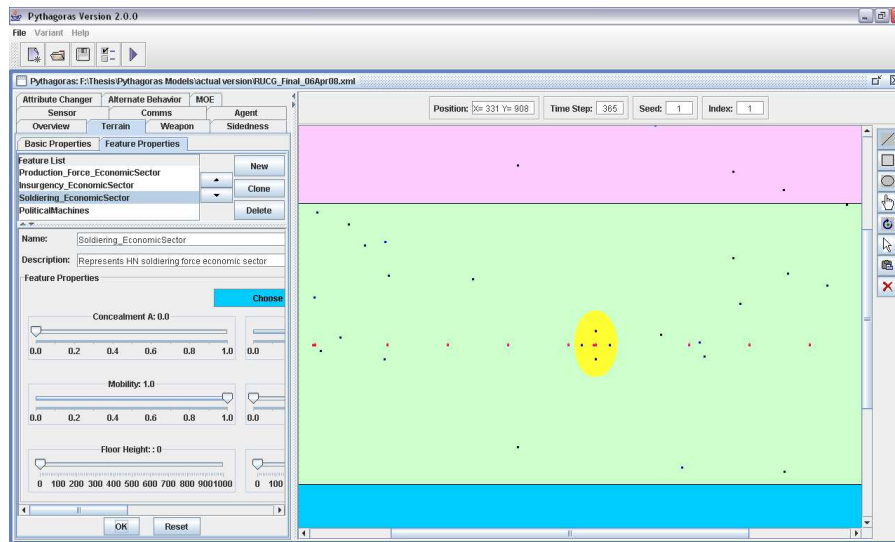 Pythagoras Version 2.0.0
File Variant Help
Pythagoras: F:\Thesis\Pythagoras Models\actual version\RUCG_Final_06Apr08.xml
Attribute Changer Alternate Behavior MOE
Sensor Comms Agent
Overview Terrain Weapon Sidedness
Basic Properties Feature Properties
Position: X= 331 Y= 908 Time Step: 365 Seed: 1 Index: 1
Feature List
Production_Force_EconomicSector
Insurgency_EconomicSector
Soldiering_EconomicSector
PoliticalMachines
New
Clone
Delete
Name: Soldiering_EconomicSector
Description: Represents HN soldiering force economic sector
Feature Properties
Choose
Concealment A: 0.0
0.0 0.2 0.4 0.6 0.8 1.0 0.0
Mobility: 1.0
0.0 0.2 0.4 0.6 0.8 1.0 0.0
Floor Height: : 0
0 100 200 300 400 500 600 700 800 9001000 0 100
OK Reset